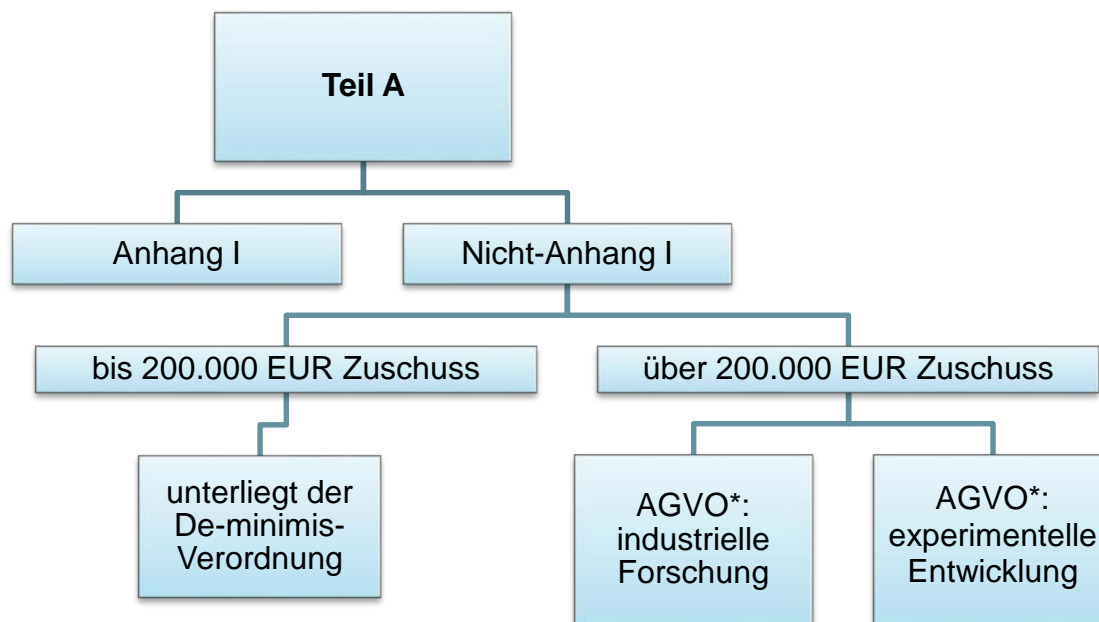 Teil A
Anhang I
Nicht-Anhang I
bis 200.000 EUR Zuschuss
über 200.000 EUR Zuschuss
unterliegt der
De-minimis-
Verordnung
AGVO*:
industrielle
Forschung
AGVO*:
experimentelle
Entwicklung